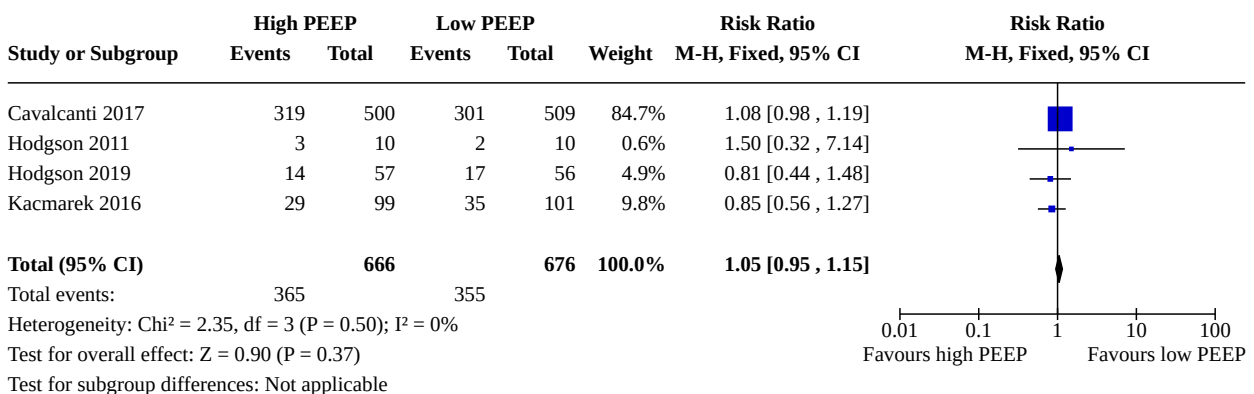 High PEEP Low PEEP Risk Ratio Risk Ratio
Study or Subgroup Events Total Events Total Weight M-H, Fixed, 95% CI M-H, Fixed, 95% CI
Cavalcanti 2017 319 500 301 509 84.7% 1.08 [0.98 , 1.19]
Hodgson 2011 3 10 2 10 0.6% 1.50 [0.32 , 7.14]
Hodgson 2019 14 57 17 56 4.9% 0.81 [0.44 , 1.48]
Kacmarek 2016 29 99 35 101 9.8% 0.85 [0.56 , 1.27]
Total (95% CI) 666 676 100.0% 1.05 [0.95 , 1.15]
Total events: 365 355
Heterogeneity: Chi² = 2.35, df = 3 (P = 0.50); I² = 0%
Test for overall effect: Z = 0.90 (P = 0.37)
Test for subgroup differences: Not applicable
0.01 0.1 1 10 100
Favours high PEEP Favours low PEEP